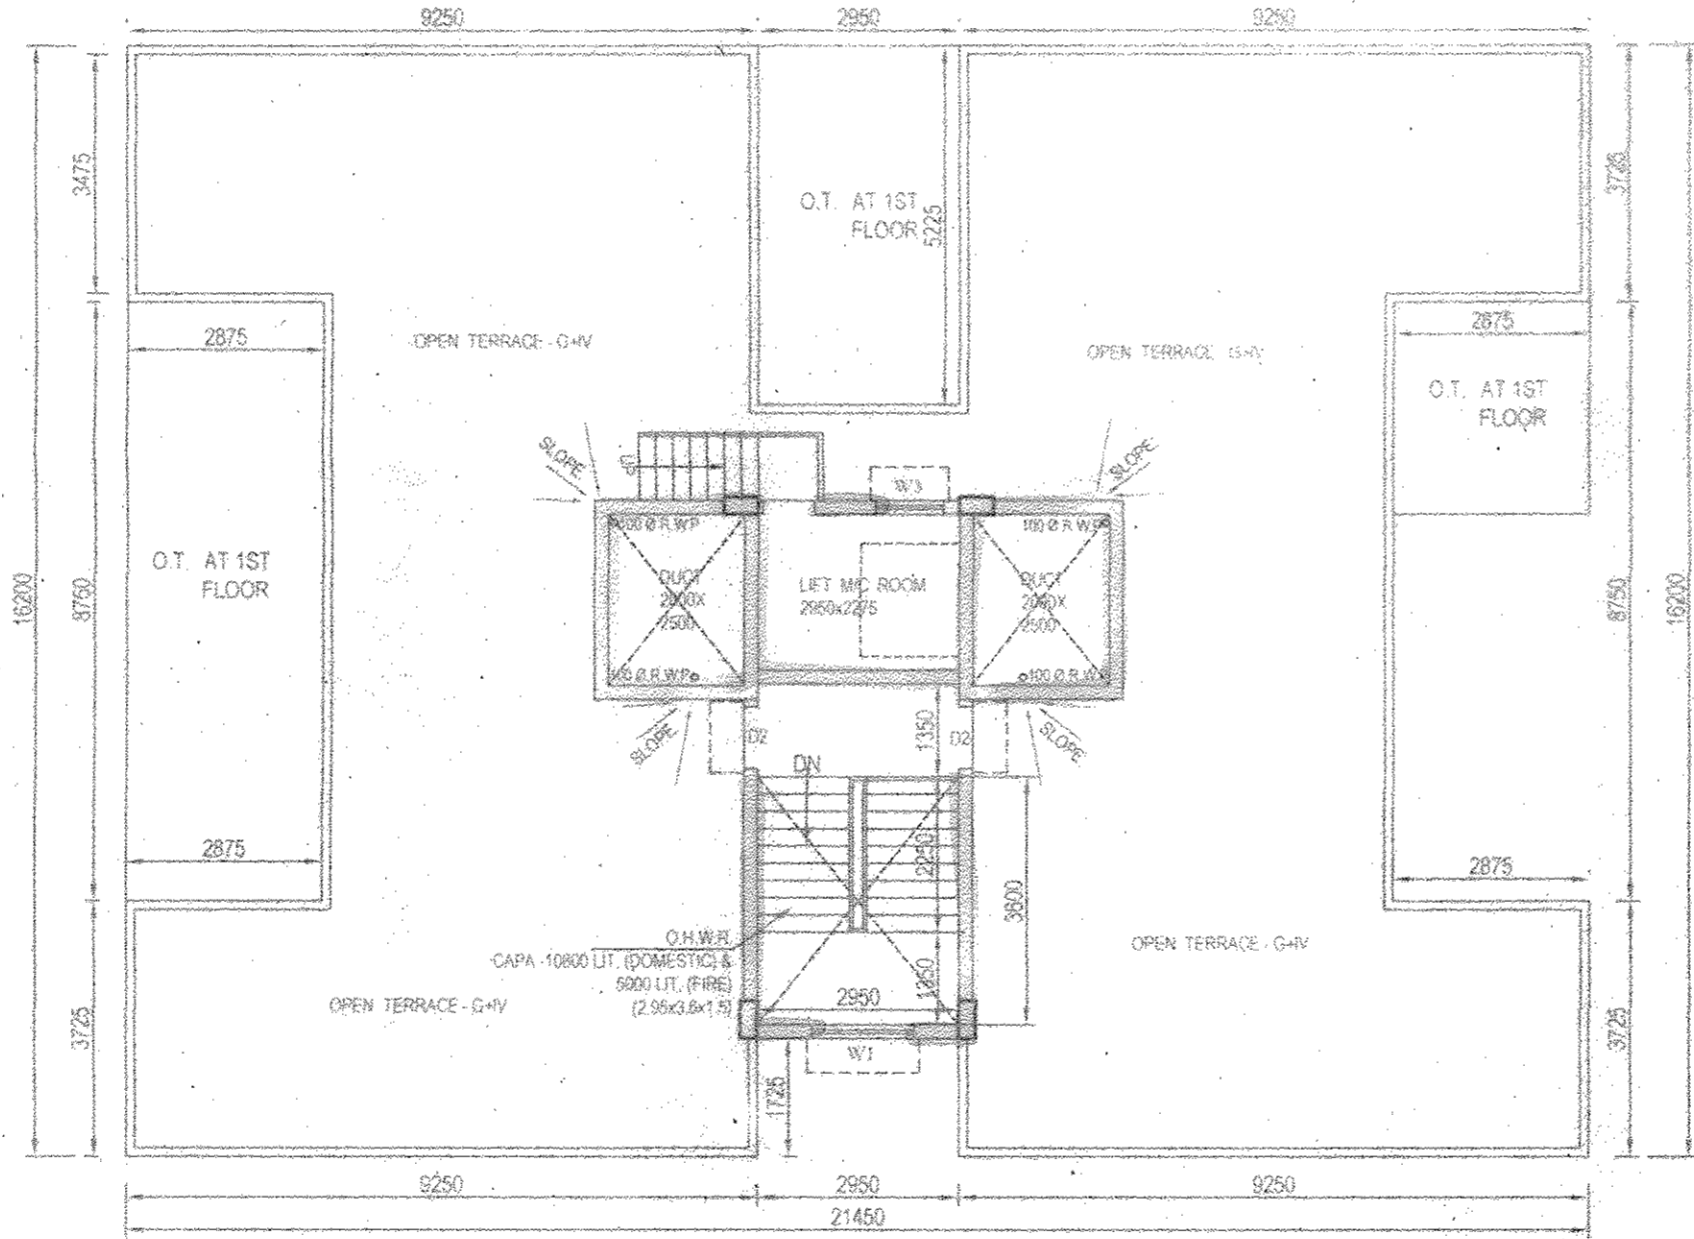 9250
2950
9250
3475
3725
O.T. AT 1ST
FLOOR
5225
2875
OPEN TERRACE - G+IV
OPEN TERRACE - G+IV
2875
O.T. AT 1ST
FLOOR
SLOPE
UP
W3
SLOPE
100 Ø R.W.P.
100 Ø R.W.P.
O.T. AT 1ST
FLOOR
DUCT
2000X
2500
LIFT M/C ROOM
2950x2275
DUCT
2000X
2500
16200
8750
8750
16200
100 Ø R.W.P.
100 Ø R.W.P.
SLOPE
D2
1350
D2
SLOPE
DN
2875
2250
2875
3600
O.H.W.R.
CAPA -10800 LIT. (DOMESTIC) &
5000 LIT. (FIRE)
(2.95x3.6x1.5)
OPEN TERRACE - G+IV
1350
2950
OPEN TERRACE - G+IV
3725
3725
W1
1725
9250
2950
9250
21450